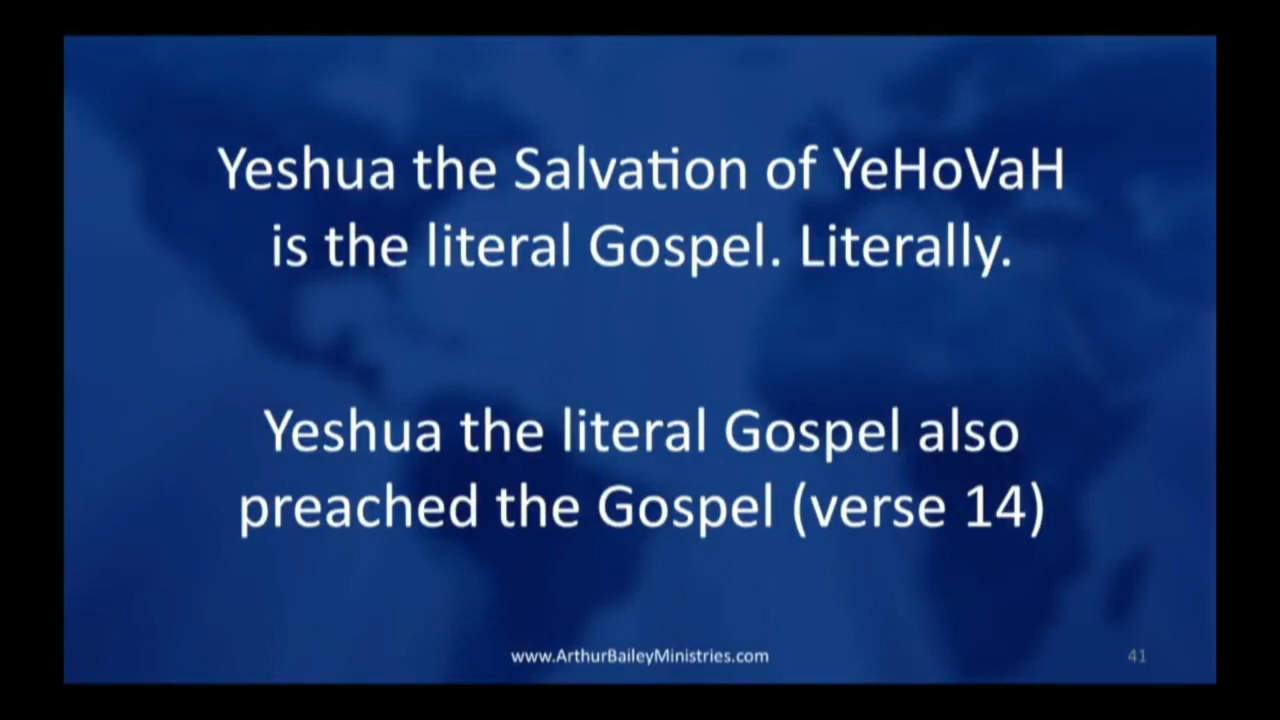 Yeshua the Salvation of YeHoVaH
is the literal Gospel. Literally.
Yeshua the literal Gospel also
preached the Gospel (verse 14)
www.ArthurBaileyMinistries.com
41